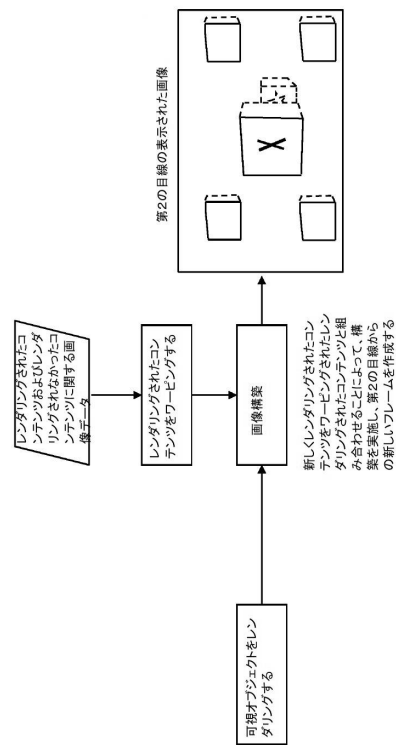 レンダリングされたコ
ンテンツおよびレンダ
リングされなかったコ
ンテンツに関する画
像データ
レンダリングされたコン
テンツをワーピングする
可視オブジェクトをレン
ダリングする
画像構築
新しくレンダリングされたコン
テンツをワーピングされたレン
ダリングされたコンテンツと組
み合わせることによって、構
築を実施し、第2の目線から
の新しいフレームを作成する
第2の目線の表示された画像
X